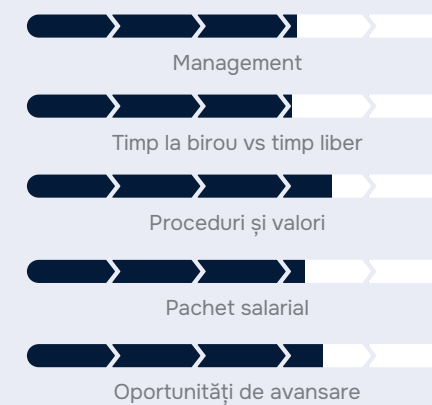 Management
Timp la birou vs timp liber
Proceduri și valori
Pachet salarial
Oportunități de avansare